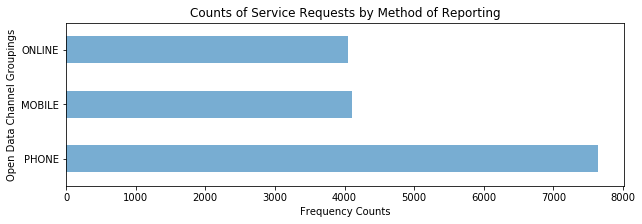 Counts of Service Requests by Method of Reporting
Open Data Channel Groupings
ONLINE
MOBILE
PHONE
0 1000 2000 3000 4000 5000 6000 7000 8000
Frequency Counts